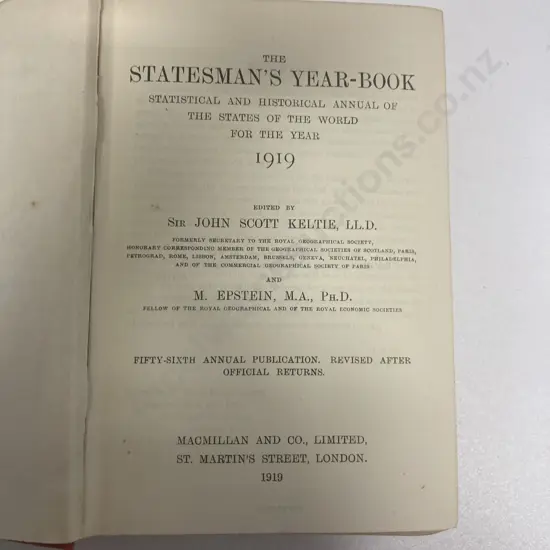 THE
STATESMAN'S YEAR-BOOK
STATISTICAL AND HISTORICAL ANNUAL OF
THE STATES OF THE WORLD
FOR THE YEAR
1919
EDITED BY
SIR JOHN SCOTT KELTIE, LL.D.
FORMERLY SECRETARY TO THE ROYAL GEOGRAPHICAL SOCIETY,
HONORARY CORRESPONDING MEMBER OF THE GEOGRAPHICAL SOCIETIES OF SCOTLAND, PARIS,
PETROGRAD, ROME, LISBON, AMSTERDAM, BRUSSELS, GENEVA, NEUCHATEL, PHILADELPHIA,
AND OF THE COMMERCIAL GEOGRAPHICAL SOCIETY OF PARIS
AND
M. EPSTEIN, M.A., PH.D.
FELLOW OF THE ROYAL GEOGRAPHICAL AND OF THE ROYAL ECONOMIC SOCIETIES
FIFTY-SIXTH ANNUAL PUBLICATION. REVISED AFTER
OFFICIAL RETURNS.
MACMILLAN AND CO., LIMITED,
ST. MARTIN'S STREET, LONDON.
1919